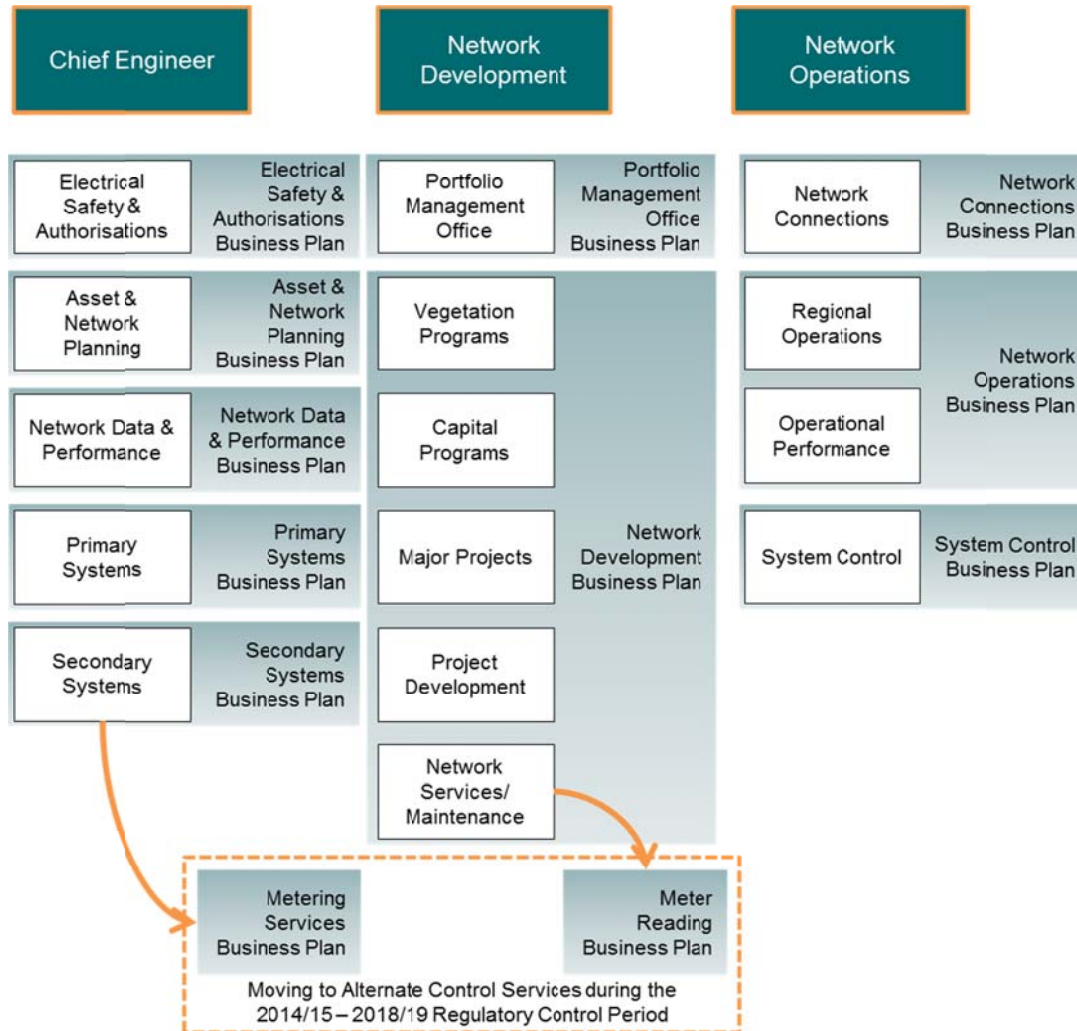 Chief Engineer
Network
Development
Network
Operations
Electrical
Safety &
Authorisations
Electrical
Safety &
Authorisations
Business Plan
Asset &
Network
Planning
Asset &
Network
Planning
Business Plan
Network Data &
Performance
Network Data
& Performance
Business Plan
Primary
Systems
Primary
Systems
Business Plan
Secondary
Systems
Secondary
Systems
Business Plan
Portfolio
Management
Office
Portfolio
Management
Office
Business Plan
Vegetation
Programs
Capital
Programs
Major Projects
Project
Development
Network
Services/
Maintenance
Network
Development
Business Plan
Network
Connections
Network
Connections
Business Plan
Regional
Operations
Operational
Performance
Network
Operations
Business Plan
System Control
System Control
Business Plan
Metering
Services
Business Plan
Meter
Reading
Business Plan
Moving to Alternate Control Services during the
2014/15 – 2018/19 Regulatory Control Period